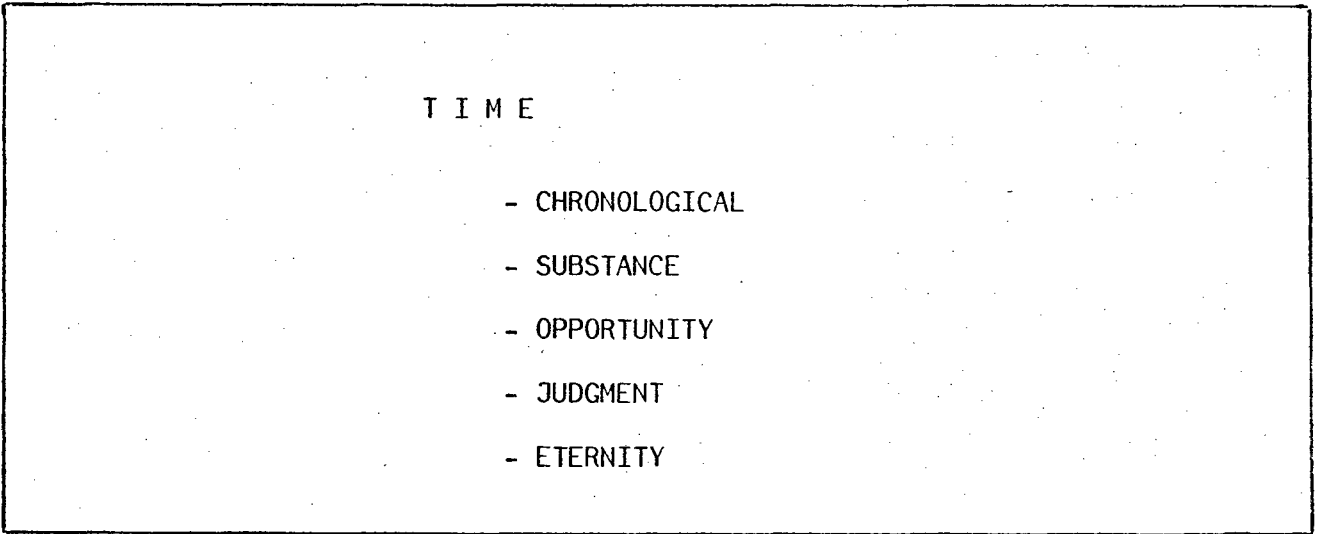 T I M E
- CHRONOLOGICAL
- SUBSTANCE
- OPPORTUNITY
- JUDGMENT
- ETERNITY